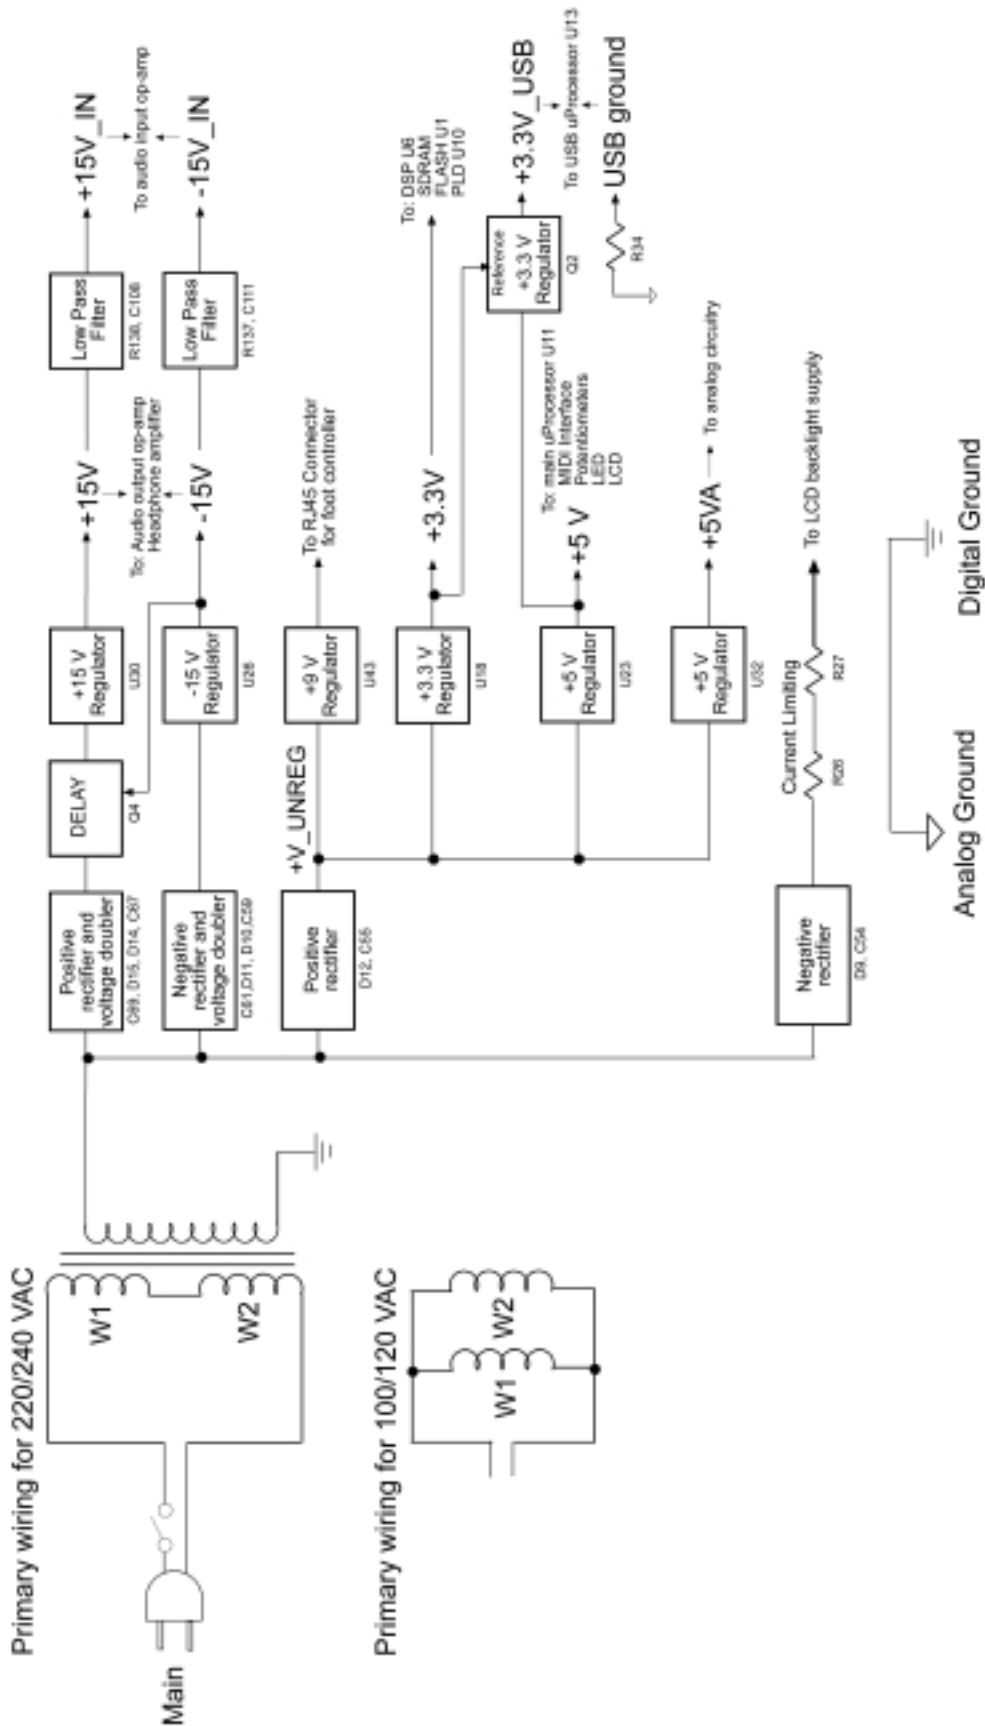 Primary wiring for 220/240 VAC
Main
W1
W2
Primary wiring for 100/120 VAC
W1
W2
Positive
rectifier and
voltage doubler
C69, D15, D14, C67
DELAY
Q4
+15 V
Regulator
U30
+15V
To: Audio output op-amp
Headphone amplifier
Low Pass
Filter
R138, C108
+15V_IN
To audio input op-amp
Negative
rectifier and
voltage doubler
C61,D11, D10,C59
-15 V
Regulator
U28
-15V
Low Pass
Filter
R137, C111
-15V_IN
Positive
rectifier
D12, C55
+V_UNREG
+9 V
Regulator
U43
To RJ45 Connector
for foot controller
+3.3 V
Regulator
U18
+3.3V
To: DSP U6
SDRAM
FLASH U1
PLD U10
Reference
+3.3 V
Regulator
Q2
+3.3V_USB
To USB uProcessor U13
USB ground
R34
+5 V
Regulator
U23
+5 V
To: main uProcessor U11
MIDI Interface
Potentiometers
LED
LCD
+5 V
Regulator
U32
+5VA
To analog circuitry
Negative
rectifier
D9, C54
Current Limiting
R26
R27
To LCD backlight supply
Analog Ground
Digital Ground